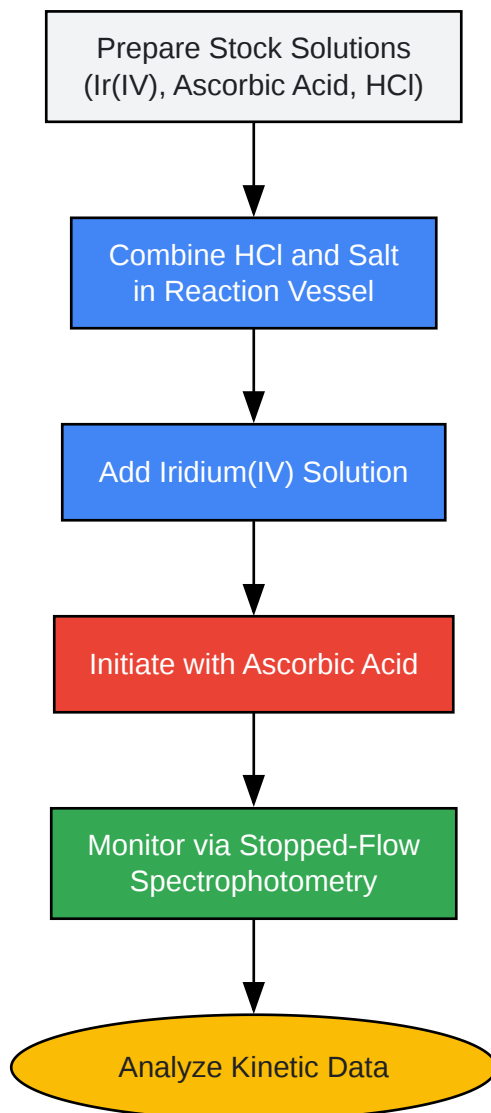 Prepare Stock Solutions
(Ir(IV), Ascorbic Acid, HCl)
Combine HCl and Salt
in Reaction Vessel
Add Iridium(IV) Solution
Initiate with Ascorbic Acid
Monitor via Stopped-Flow
Spectrophotometry
Analyze Kinetic Data